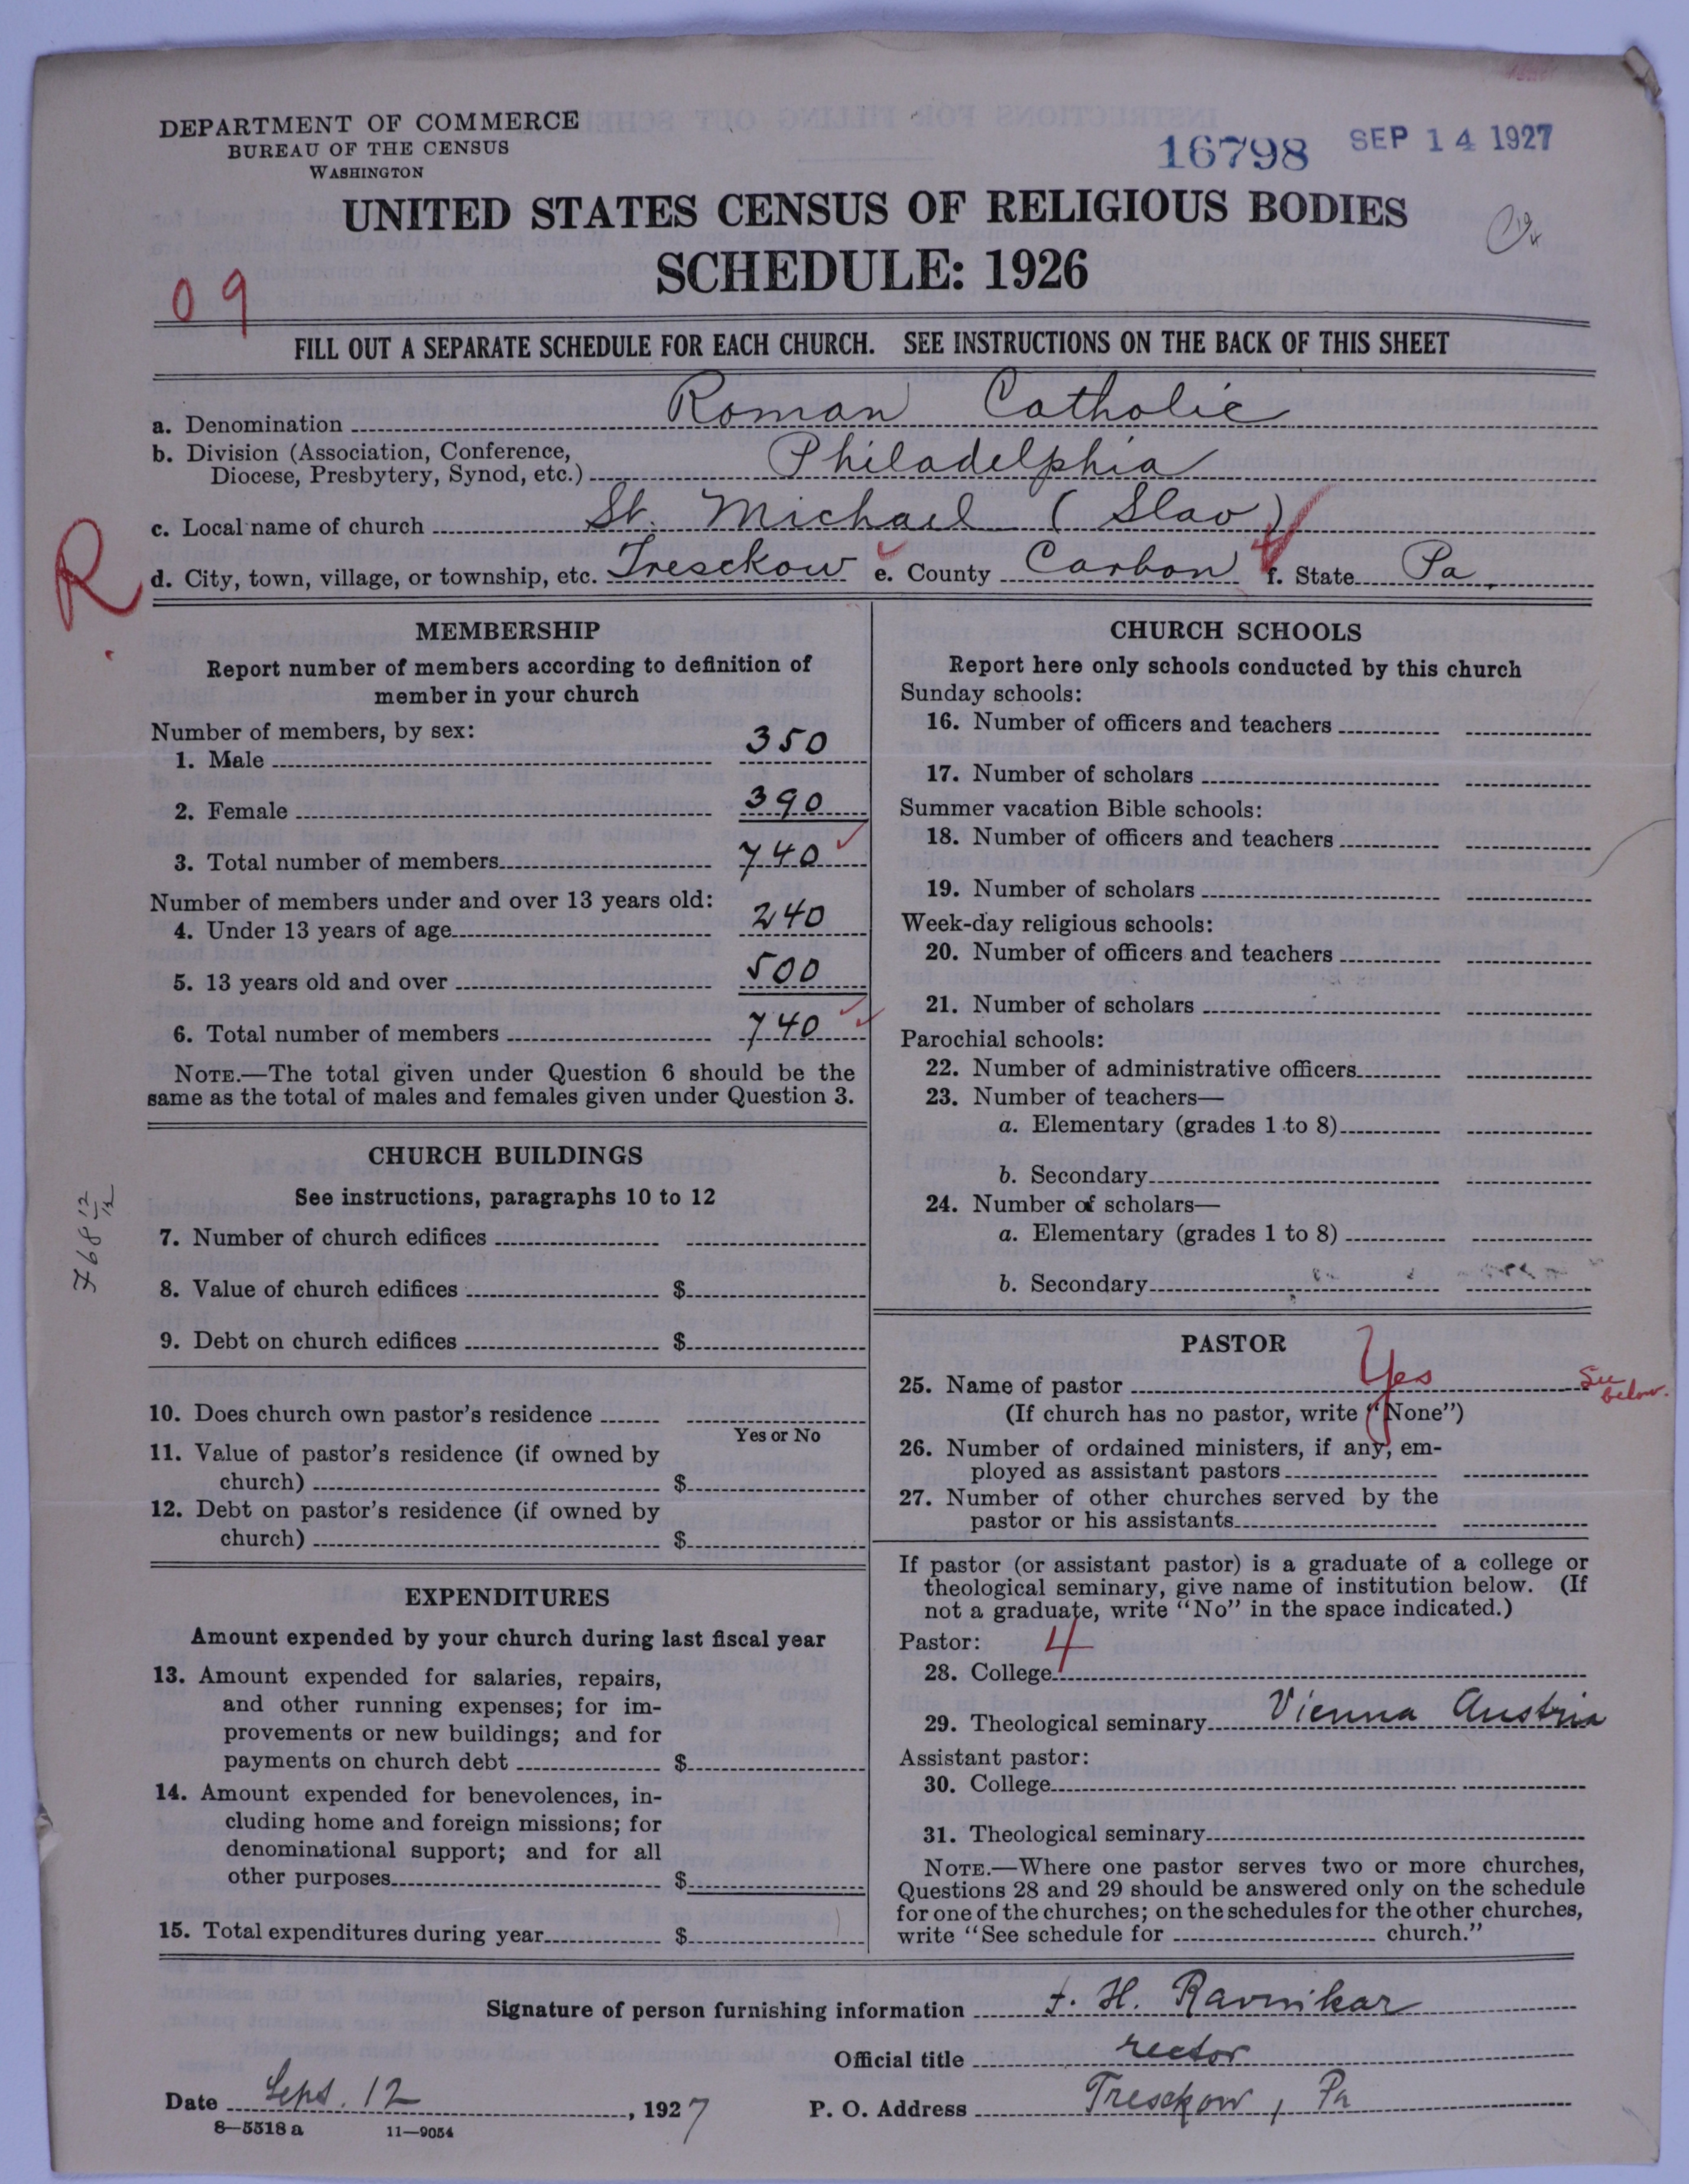 DEPARTMENT OF COMMERCE
BUREAU OF THE CENSUS
WASHINGTON
16798 SEP 14 1927
UNITED STATES CENSUS OF RELIGIOUS BODIES
SCHEDULE: 1926
09
FILL OUT A SEPARATE SCHEDULE FOR EACH CHURCH. SEE INSTRUCTIONS ON THE BACK OF THIS SHEET
a. Denomination Roman Catholic
b. Division (Association, Conference,
Diocese, Presbytery, Synod, etc.) Philadelphia
c. Local name of church St. Michael (Slav)
R
d. City, town, village, or township, etc. Tresckow e. County Carbon f. State Pa.
MEMBERSHIP
Report number of members according to definition of
member in your church
Number of members, by sex:
1. Male 350
2. Female 390
3. Total number of members 740
Number of members under and over 13 years old:
4. Under 13 years of age 240
5. 13 years old and over 500
6. Total number of members 740
NOTE.—The total given under Question 6 should be the
same as the total of males and females given under Question 3.
CHURCH BUILDINGS
See instructions, paragraphs 10 to 12
7. Number of church edifices
768 12/12
8. Value of church edifices $
9. Debt on church edifices $
10. Does church own pastor's residence
Yes or No
11. Value of pastor's residence (if owned by
church) $
12. Debt on pastor's residence (if owned by
church) $
EXPENDITURES
Amount expended by your church during last fiscal year
13. Amount expended for salaries, repairs,
and other running expenses; for im-
provements or new buildings; and for
payments on church debt $
14. Amount expended for benevolences, in-
cluding home and foreign missions; for
denominational support; and for all
other purposes $
15. Total expenditures during year $
CHURCH SCHOOLS
Report here only schools conducted by this church
Sunday schools:
16. Number of officers and teachers
17. Number of scholars
Summer vacation Bible schools:
18. Number of officers and teachers
19. Number of scholars
Week-day religious schools:
20. Number of officers and teachers
21. Number of scholars
Parochial schools:
22. Number of administrative officers
23. Number of teachers—
a. Elementary (grades 1 to 8)
b. Secondary
24. Number of scholars—
a. Elementary (grades 1 to 8)
b. Secondary
PASTOR
25. Name of pastor Yes See below.
(If church has no pastor, write "None")
26. Number of ordained ministers, if any, em-
ployed as assistant pastors
27. Number of other churches served by the
pastor or his assistants
If pastor (or assistant pastor) is a graduate of a college or
theological seminary, give name of institution below. (If
not a graduate, write "No" in the space indicated.)
Pastor: 4
28. College
29. Theological seminary Vienna Austria
Assistant pastor:
30. College
31. Theological seminary
NOTE.—Where one pastor serves two or more churches,
Questions 28 and 29 should be answered only on the schedule
for one of the churches; on the schedules for the other churches,
write "See schedule for church."
Signature of person furnishing information F. H. Ravnikar
Official title rector
Date Sept. 12, 1927 P. O. Address Tresckow, Pa
8—5518 a 11—9054